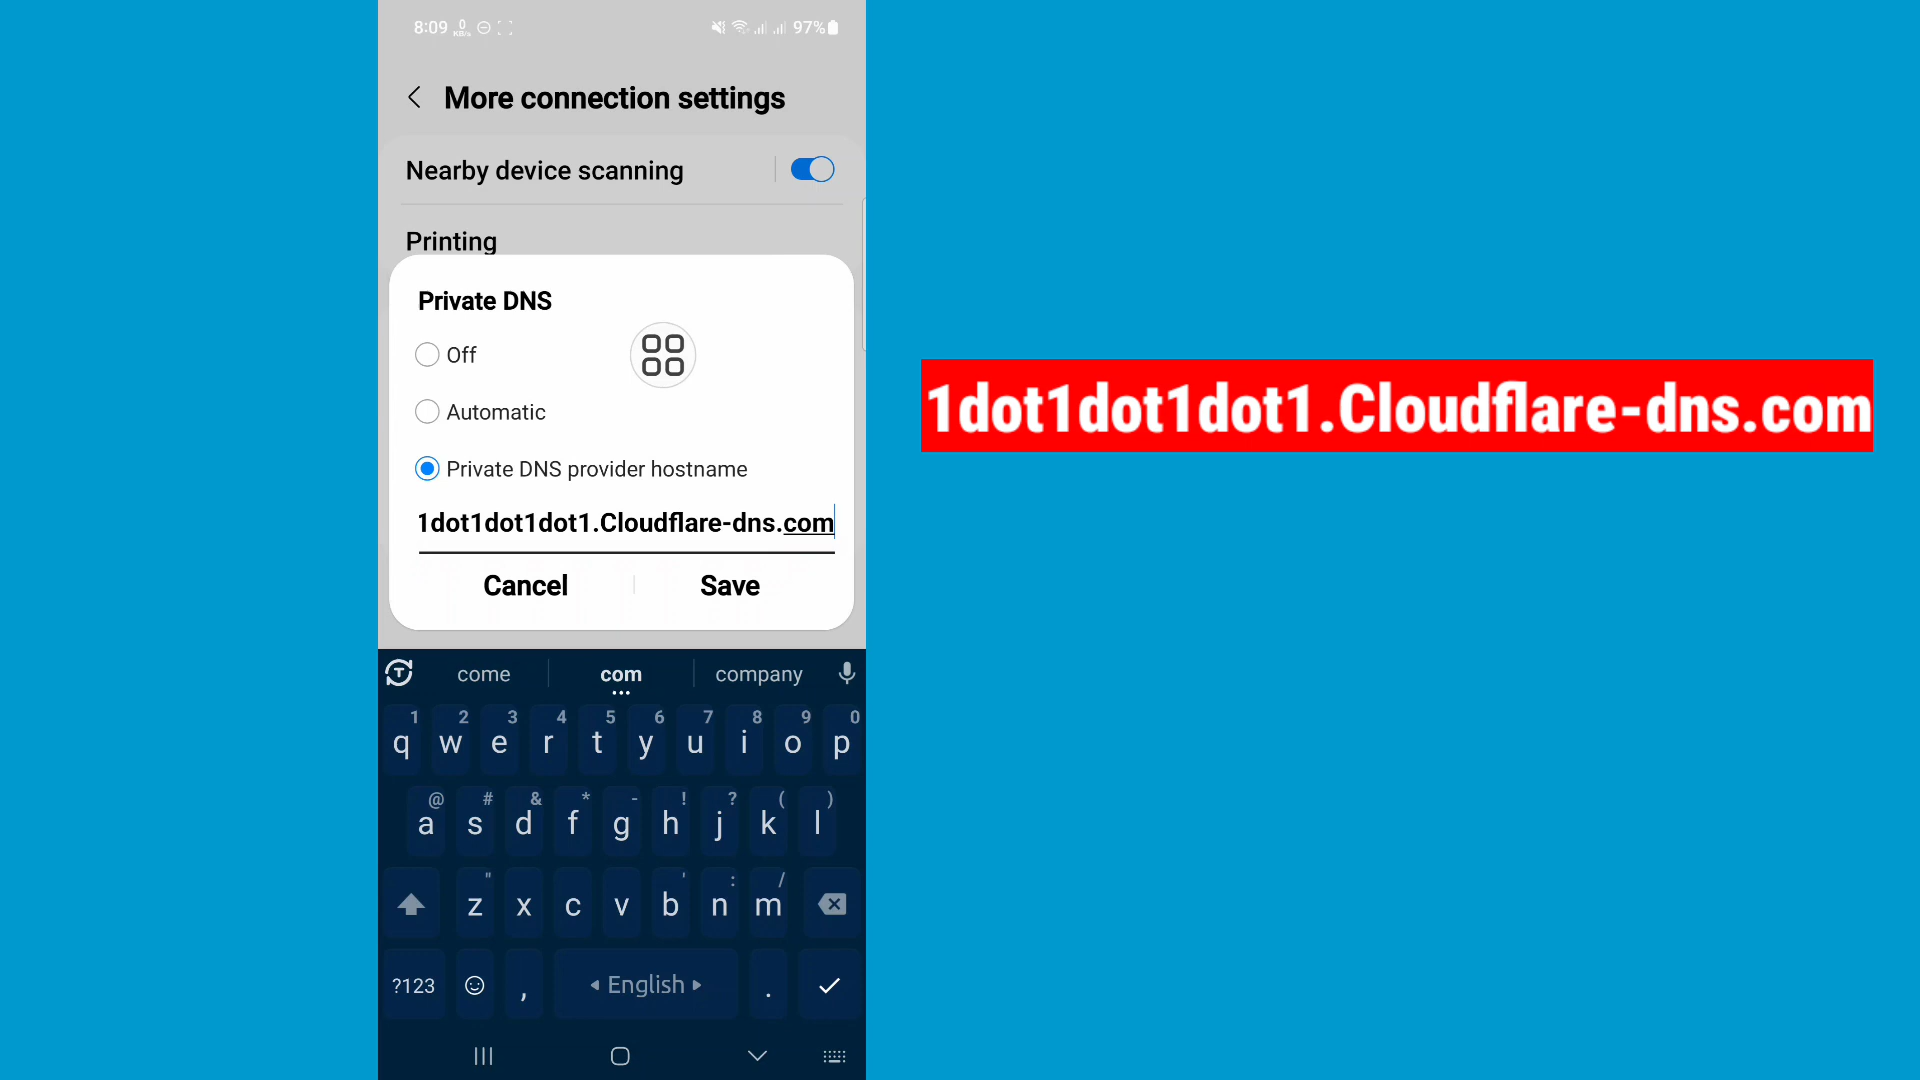 8:09 0 KB/s 97%
More connection settings
Nearby device scanning
Printing
Private DNS
Off
Automatic
Private DNS provider hostname
1dot1dot1dot1.Cloudflare-dns.com
Cancel Save
1dot1dot1dot1.Cloudflare-dns.com
T come com company
1 2 3 4 5 6 7 8 9 0
q w e r t y u i o p
@ # & * - ! ? ( )
a s d f g h j k l
" ' : /
z x c v b n m
?123 , English .